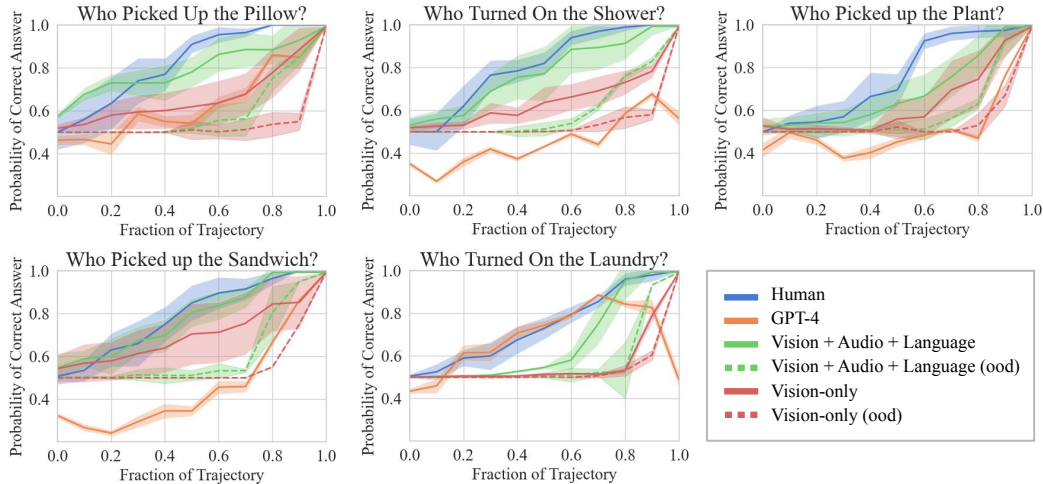 Who Picked Up the Pillow?
Probability of Correct Answer
1.0
0.8
0.6
0.4
0.0 0.2 0.4 0.6 0.8 1.0
Fraction of Trajectory
Who Turned On the Shower?
Probability of Correct Answer
1.0
0.8
0.6
0.4
0.0 0.2 0.4 0.6 0.8 1.0
Fraction of Trajectory
Who Picked up the Plant?
Probability of Correct Answer
1.0
0.8
0.6
0.4
0.0 0.2 0.4 0.6 0.8 1.0
Fraction of Trajectory
Who Picked up the Sandwich?
Probability of Correct Answer
1.0
0.8
0.6
0.4
0.0 0.2 0.4 0.6 0.8 1.0
Fraction of Trajectory
Who Turned On the Laundry?
Probability of Correct Answer
1.0
0.8
0.6
0.4
0.0 0.2 0.4 0.6 0.8 1.0
Fraction of Trajectory
Human
GPT-4
Vision + Audio + Language
Vision + Audio + Language (ood)
Vision-only
Vision-only (ood)